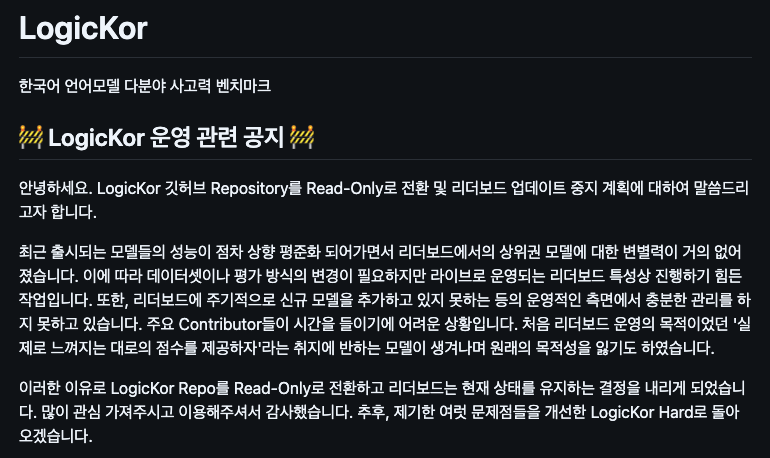 LogicKor
한국어 언어모델 다분야 사고력 벤치마크
🚧 LogicKor 운영 관련 공지 🚧
안녕하세요. LogicKor 깃허브 Repository를 Read-Only로 전환 및 리더보드 업데이트 중지 계획에 대하여 말씀드리
고자 합니다.
최근 출시되는 모델들의 성능이 점차 상향 평준화 되어가면서 리더보드에서의 상위권 모델에 대한 변별력이 거의 없어
졌습니다. 이에 따라 데이터셋이나 평가 방식의 변경이 필요하지만 라이브로 운영되는 리더보드 특성상 진행하기 힘든
작업입니다. 또한, 리더보드에 주기적으로 신규 모델을 추가하고 있지 못하는 등의 운영적인 측면에서 충분한 관리를 하
지 못하고 있습니다. 주요 Contributor들이 시간을 들이기에 어려운 상황입니다. 처음 리더보드 운영의 목적이었던 '실
제로 느껴지는 대로의 점수를 제공하자'라는 취지에 반하는 모델이 생겨나며 원래의 목적성을 잃기도 하였습니다.
이러한 이유로 LogicKor Repo를 Read-Only로 전환하고 리더보드는 현재 상태를 유지하는 결정을 내리게 되었습니
다. 많이 관심 가져주시고 이용해주셔서 감사했습니다. 추후, 제기한 여럿 문제점들을 개선한 LogicKor Hard로 돌아
오겠습니다.